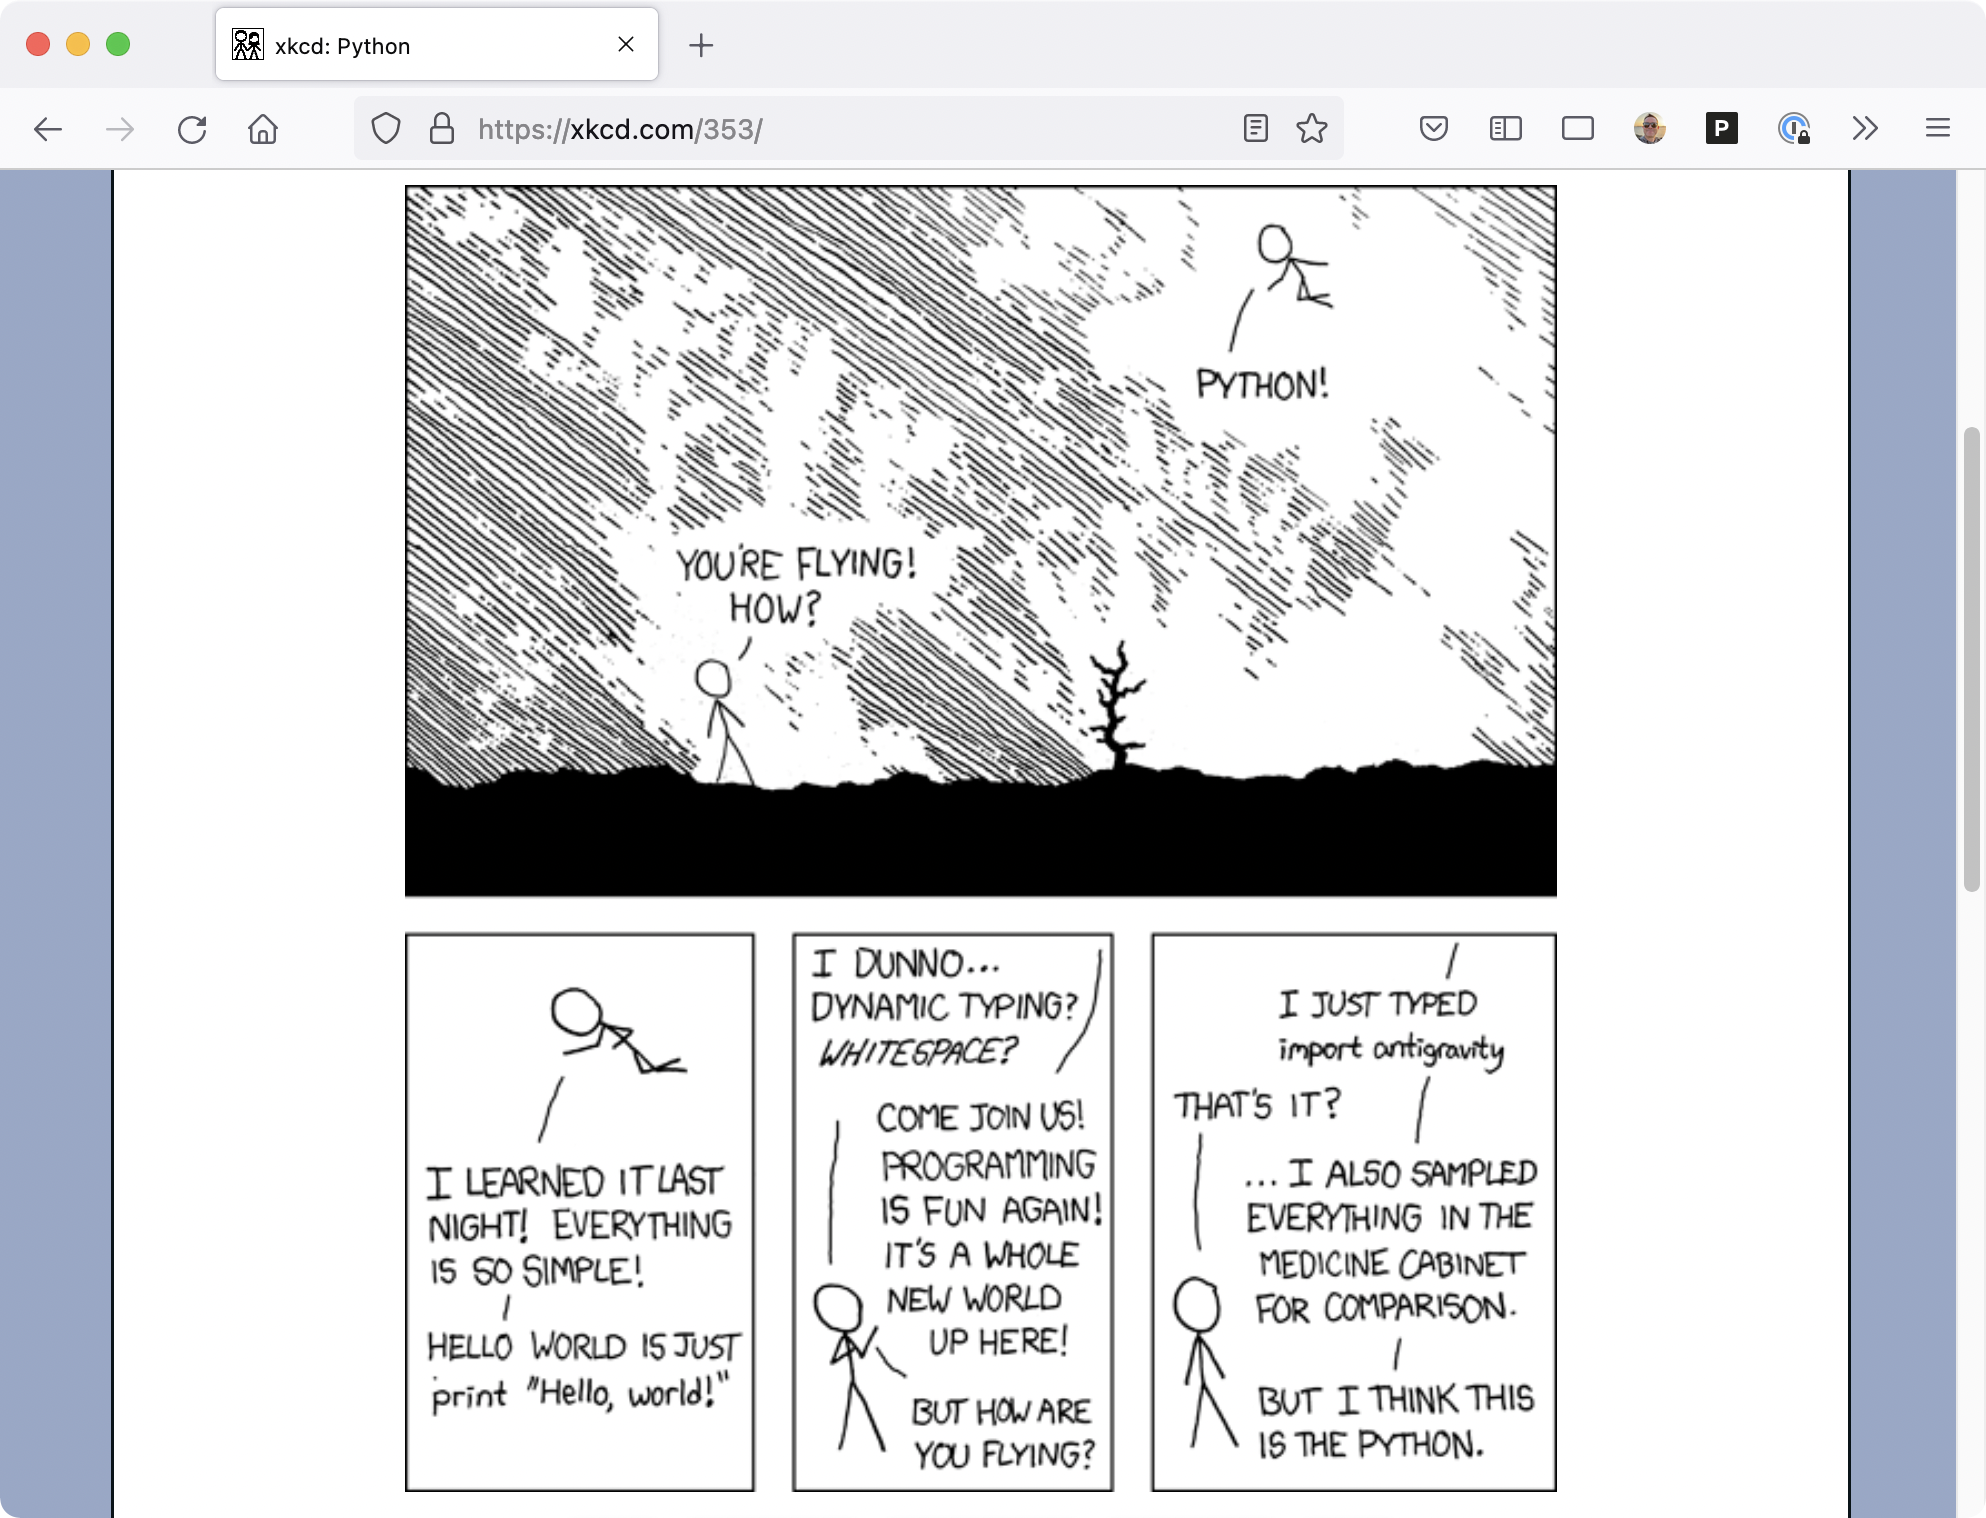 xkcd: Python
https://xkcd.com/353/
P
PYTHON!
YOU'RE FLYING!
HOW?
I LEARNED IT LAST
NIGHT! EVERYTHING
IS SO SIMPLE!
HELLO WORLD IS JUST
print "Hello, world!"
I DUNNO...
DYNAMIC TYPING?
WHITESPACE?
COME JOIN US!
PROGRAMMING
IS FUN AGAIN!
IT'S A WHOLE
NEW WORLD
UP HERE!
BUT HOW ARE
YOU FLYING?
I JUST TYPED
import antigravity
THAT'S IT?
... I ALSO SAMPLED
EVERYTHING IN THE
MEDICINE CABINET
FOR COMPARISON.
BUT I THINK THIS
IS THE PYTHON.